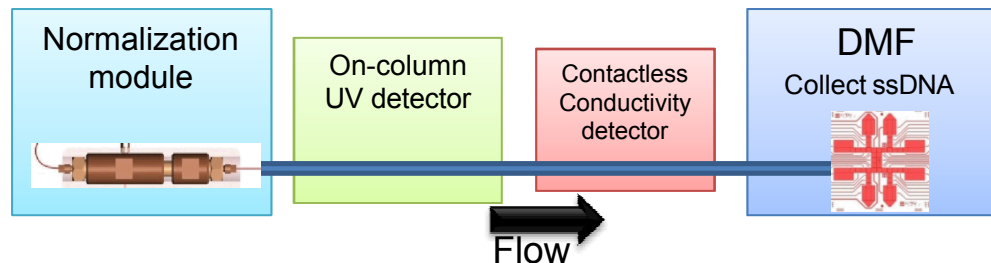 Normalization
module
On-column
UV detector
Contactless
Conductivity
detector
DMF
Collect ssDNA
Flow